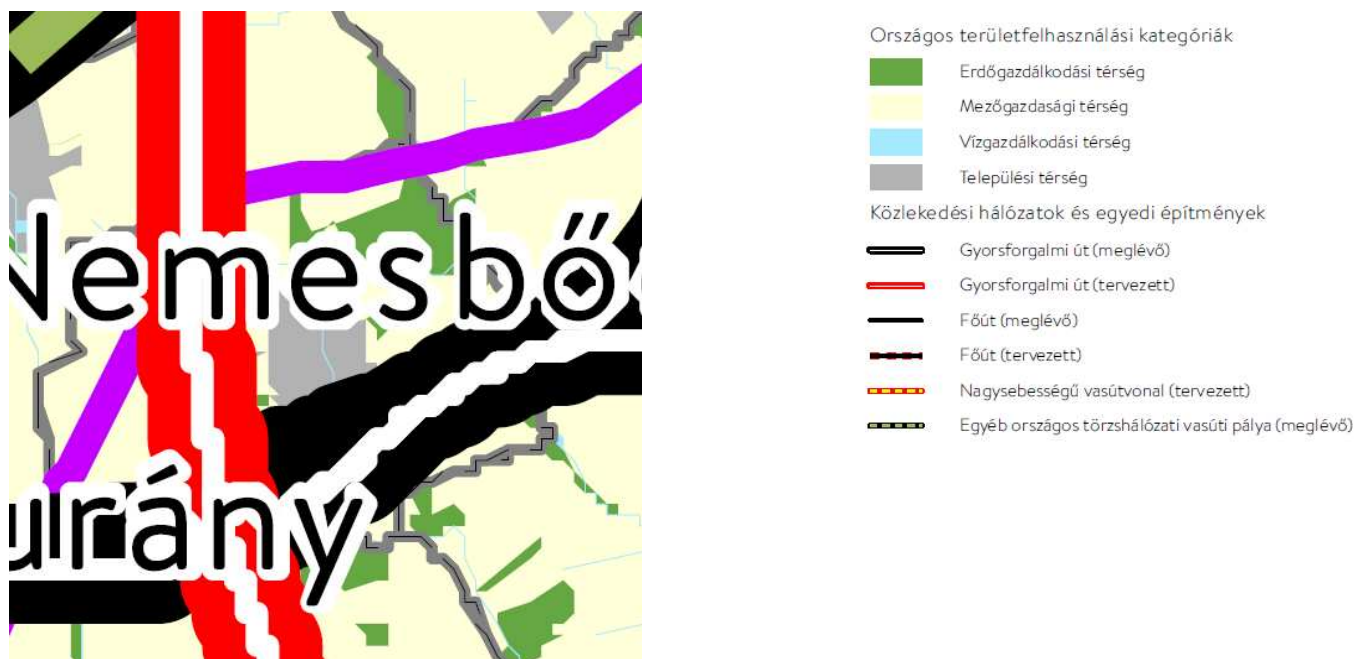 Nemesbő
urány
Országos területfelhasználási kategóriák
Erdőgazdálkodási térség
Mezőgazdasági térség
Vízgazdálkodási térség
Települési térség
Közlekedési hálózatok és egyedi építmények
Gyorsforgalmi út (meglévő)
Gyorsforgalmi út (tervezett)
Főút (meglévő)
Főút (tervezett)
Nagysebességű vasútvonal (tervezett)
Egyéb országos törzshálózati vasúti pálya (meglévő)